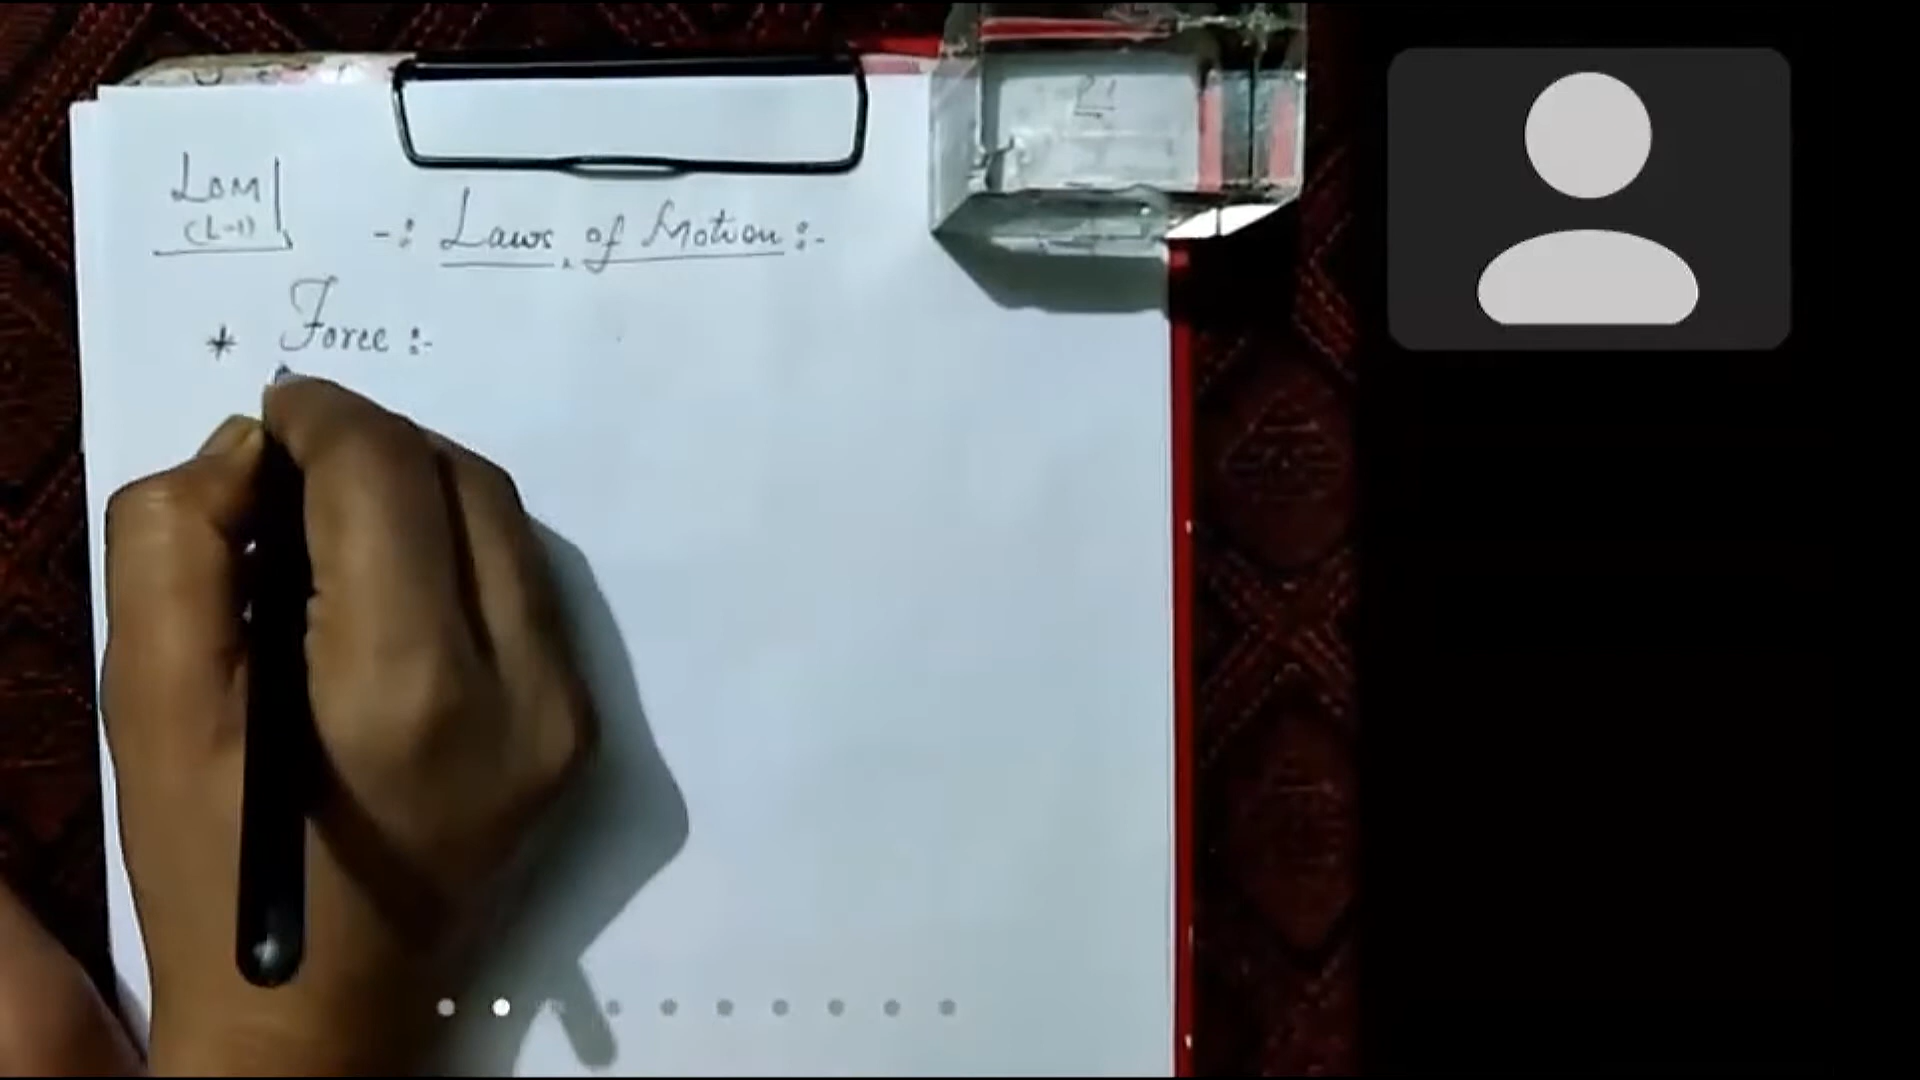 LOM
(L-1)
-: Laws of Motion :-
* Force :-